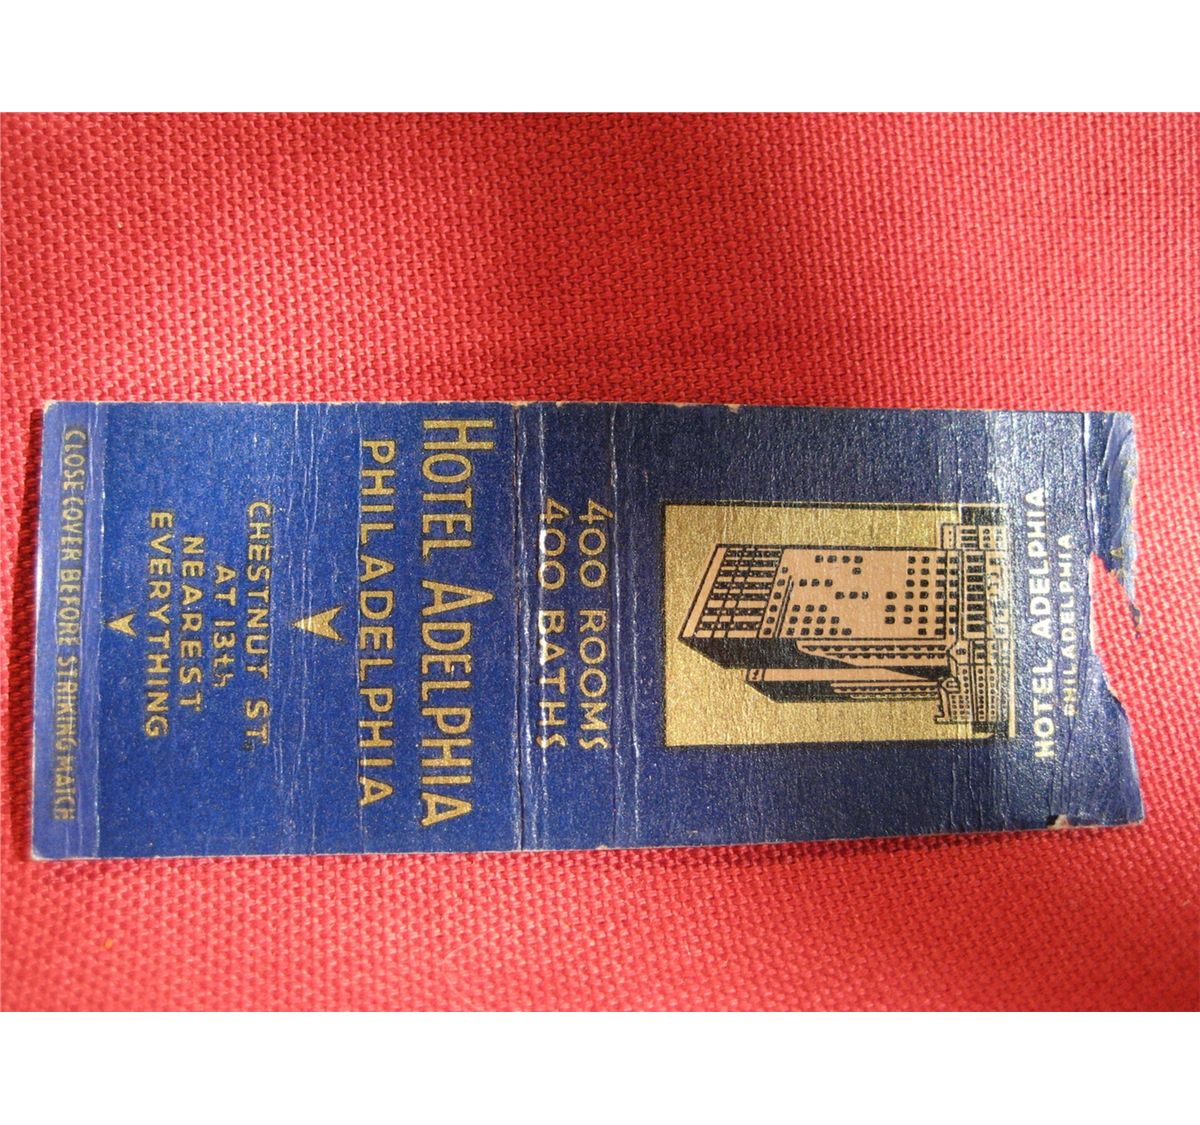 HOTEL ADELPHIA
PHILADELPHIA
400 ROOMS
400 BATHS
HOTEL ADELPHIA
PHILADELPHIA
CHESTNUT ST.
AT 13th
NEAREST
EVERYTHING
CLOSE COVER BEFORE STRIKING MATCH